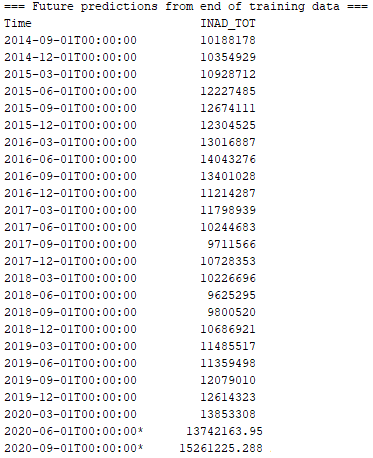 === Future predictions from end of training data ===
Time INAD_TOT
2014-09-01T00:00:00 10188178
2014-12-01T00:00:00 10354929
2015-03-01T00:00:00 10928712
2015-06-01T00:00:00 12227485
2015-09-01T00:00:00 12674111
2015-12-01T00:00:00 12304525
2016-03-01T00:00:00 13016887
2016-06-01T00:00:00 14043276
2016-09-01T00:00:00 13401028
2016-12-01T00:00:00 11214287
2017-03-01T00:00:00 11798939
2017-06-01T00:00:00 10244683
2017-09-01T00:00:00 9711566
2017-12-01T00:00:00 10728353
2018-03-01T00:00:00 10226696
2018-06-01T00:00:00 9625295
2018-09-01T00:00:00 9800520
2018-12-01T00:00:00 10686921
2019-03-01T00:00:00 11485517
2019-06-01T00:00:00 11359498
2019-09-01T00:00:00 12079010
2019-12-01T00:00:00 12614323
2020-03-01T00:00:00 13853308
2020-06-01T00:00:00* 13742163.95
2020-09-01T00:00:00* 15261225.288